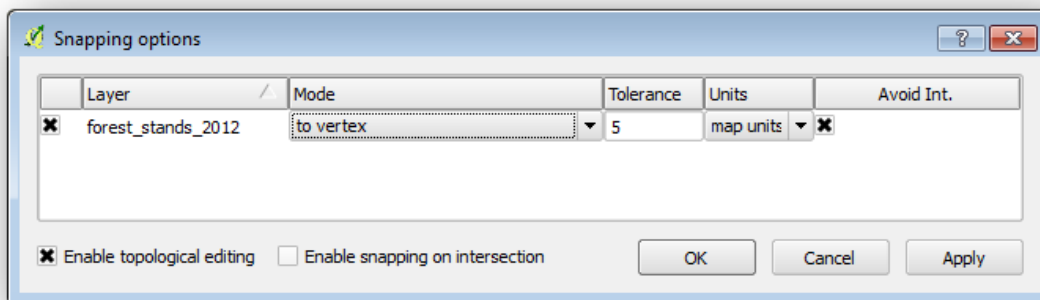 Snapping options
Layer Mode Tolerance Units Avoid Int.
forest_stands_2012 to vertex 5 map units
Enable topological editing Enable snapping on intersection OK Cancel Apply